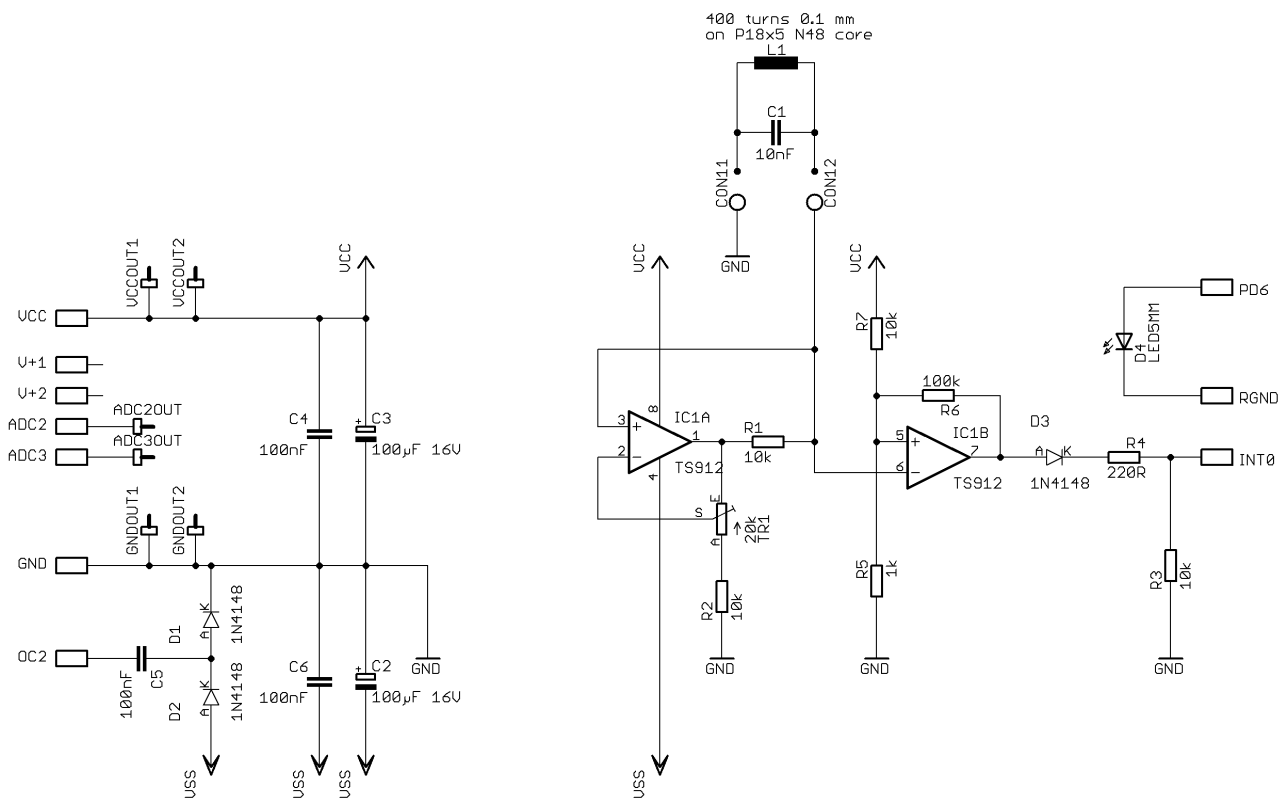 400 turns 0.1 mm
on P18x5 N48 core
L1
C1
10nF
CON11
CON12
GND
VCCOUT1
VCCOUT2
VCC
VCC
V+1
V+2
ADC2
ADC2OUT
ADC3
ADC3OUT
C4
100nF
+
C3
100µF 16V
GNDOUT1
GNDOUT2
GND
K
A
D1
1N4148
OC2
100nF
C5
K
A
D2
1N4148
C6
100nF
+
C2
100µF 16V
GND
VSS
VSS
VSS
VCC
8
3
+
IC1A
1
2
−
TS912
4
R1
10k
E
S
A
20k
TR1
R2
10k
GND
VSS
VCC
R7
10k
100k
R6
5
+
IC1B
7
6
−
TS912
R5
1k
GND
D3
A
K
1N4148
R4
220R
INT0
R3
10k
GND
PD6
D4
LED5MM
RGND